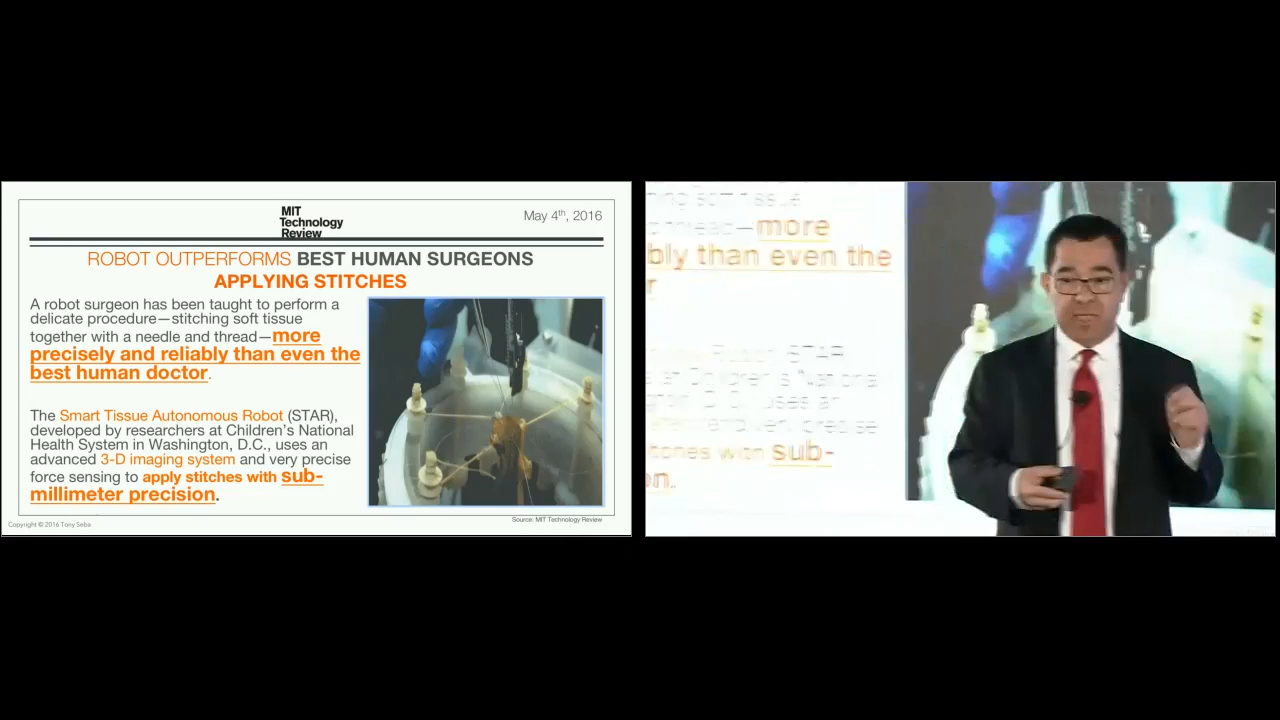 MIT
Technology
Review
May 4th, 2016
ROBOT OUTPERFORMS BEST HUMAN SURGEONS
APPLYING STITCHES
A robot surgeon has been taught to perform a
delicate procure—stitching soft tissue
together with a needle and thread—more
precisely and reliably than even the
best human doctor.
The Smart Tissue Autonomous Robot (STAR),
developed by researchers at Children's National
Health System in Washington, D.C., uses an
advanced 3-D imaging system and very precise
force sensing to apply stitches with sub-
millimeter precision.
Source: MIT Technology Review
Copyright © 2016 Tony Seba
more
bly than even the
r
sub-